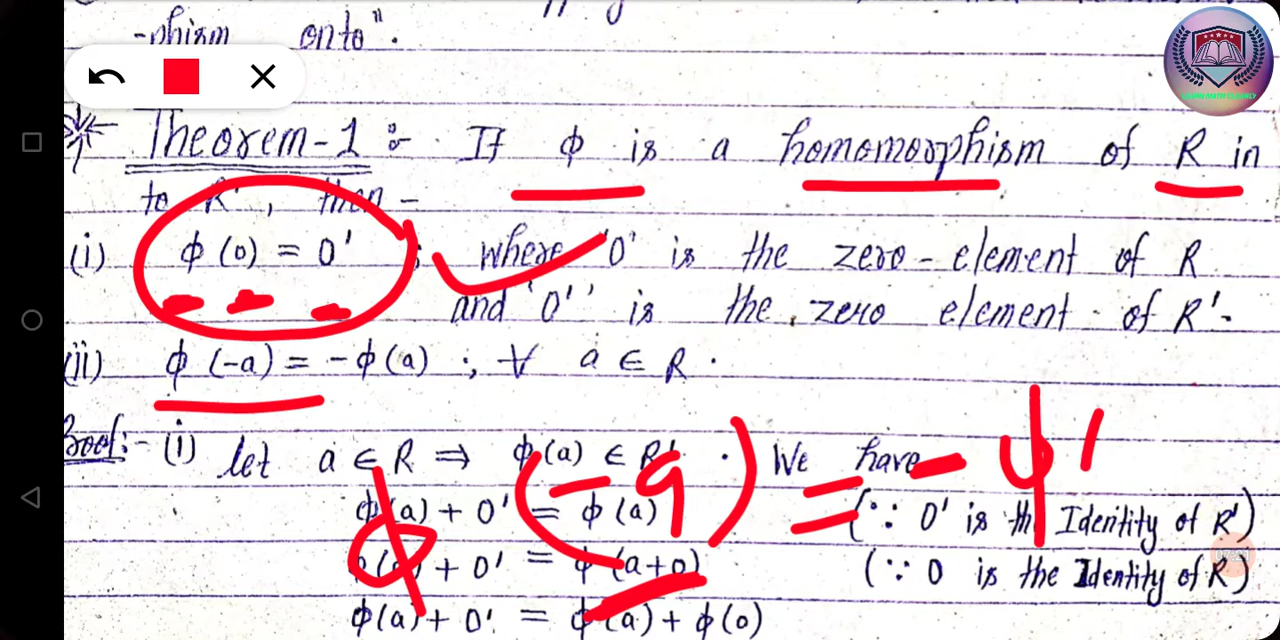 -phism onto".
Theorem-1 :- If ϕ is a homomorphism of R in
to R', then -
(i) ϕ (0) = 0' ; where '0' is the zero-element of R
and '0'' is the zero element of R'.
(ii) ϕ (-a) = -ϕ(a) ; ∀ a ∈ R .
Proof:- (i) let a ∈ R ⇒ ϕ(a) ∈ R' . We have
ϕ(a) + 0' = ϕ(a) (∵ 0' is the Identity of R')
ϕ(a) + 0' = ϕ(a+0) (∵ 0 is the Identity of R)
ϕ(a) + 0' = ϕ(a) + ϕ(0)
ϕ (-a) = - ϕ (